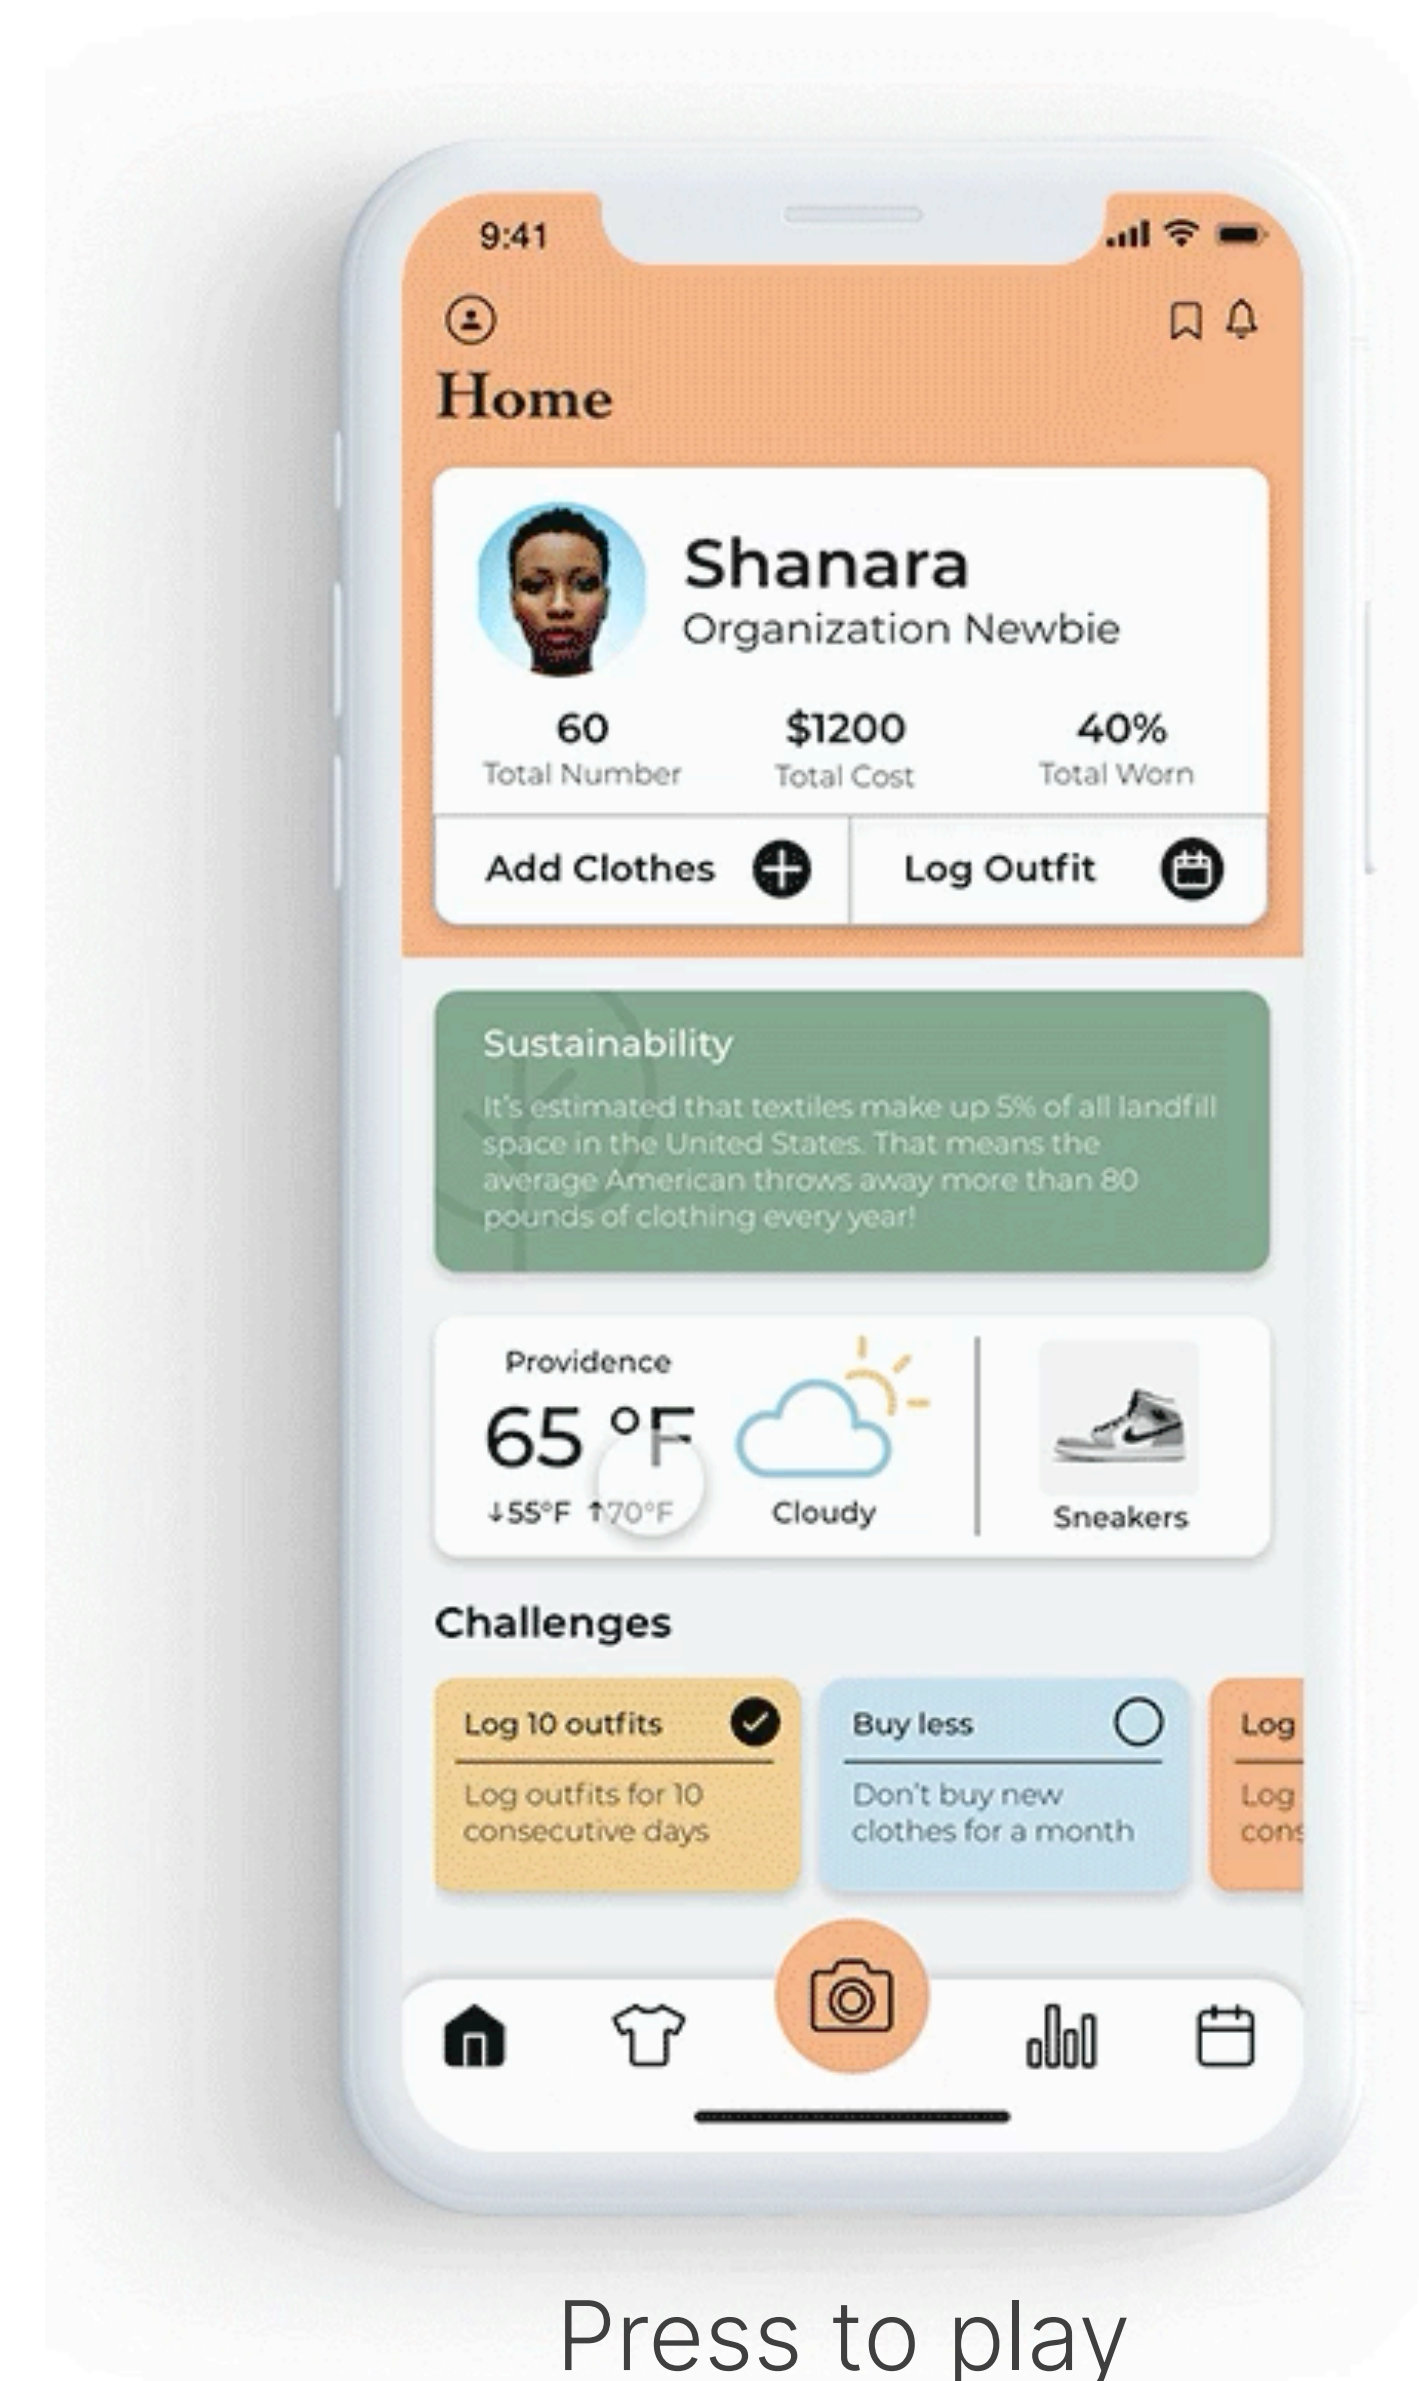 9:41
Home
Shanara
Organization Newbie
60
Total Number
$1200
Total Cost
40%
Total Worn
Add Clothes
Log Outfit
Sustainability
It's estimated that textiles make up 5% of all landfill
space in the United States. That means the
average American throws away more than 80
pounds of clothing every year!
Providence
65 °F
↓55°F ↑70°F
Cloudy
Sneakers
Challenges
Log 10 outfits
Log outfits for 10
consecutive days
Buy less
Don't buy new
clothes for a month
Log
Log
cons
Press to play